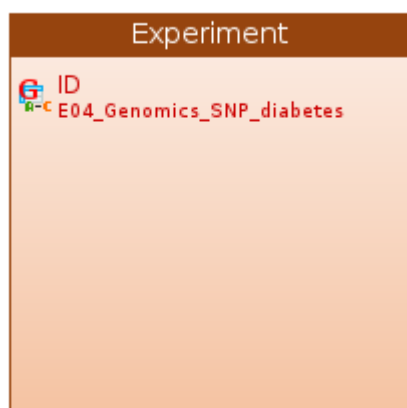 Experiment
ID
E04_Genomics_SNP_diabetes
G
A-C